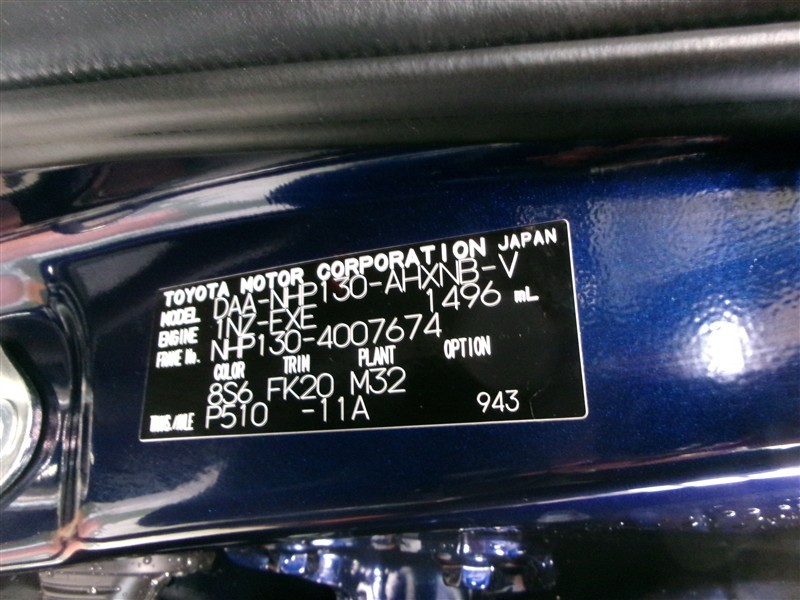 TOYOTA MOTOR CORPORATION JAPAN
MODEL DAA-NHP130-AHXNB-V
ENGINE 1NZ-EXE 1496 mL
FRAME No. NHP130-4007674
COLOR TRIM PLANT OPTION
8S6 FK20 M32
TRANS./AXLE P510 -11A 943